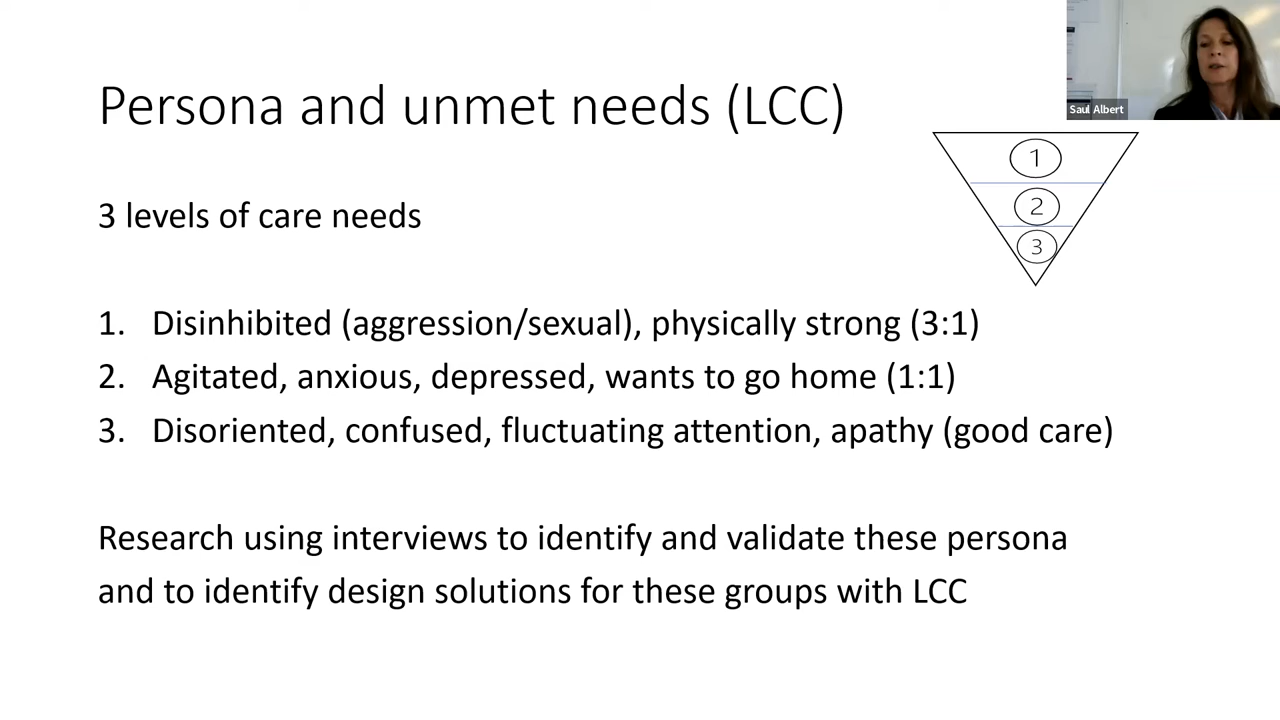 Persona and unmet needs (LCC)
Saul Albert
1
2
3
3 levels of care needs
1. Disinhibited (aggression/sexual), physically strong (3:1)
2. Agitated, anxious, depressed, wants to go home (1:1)
3. Disoriented, confused, fluctuating attention, apathy (good care)
Research using interviews to identify and validate these persona
and to identify design solutions for these groups with LCC